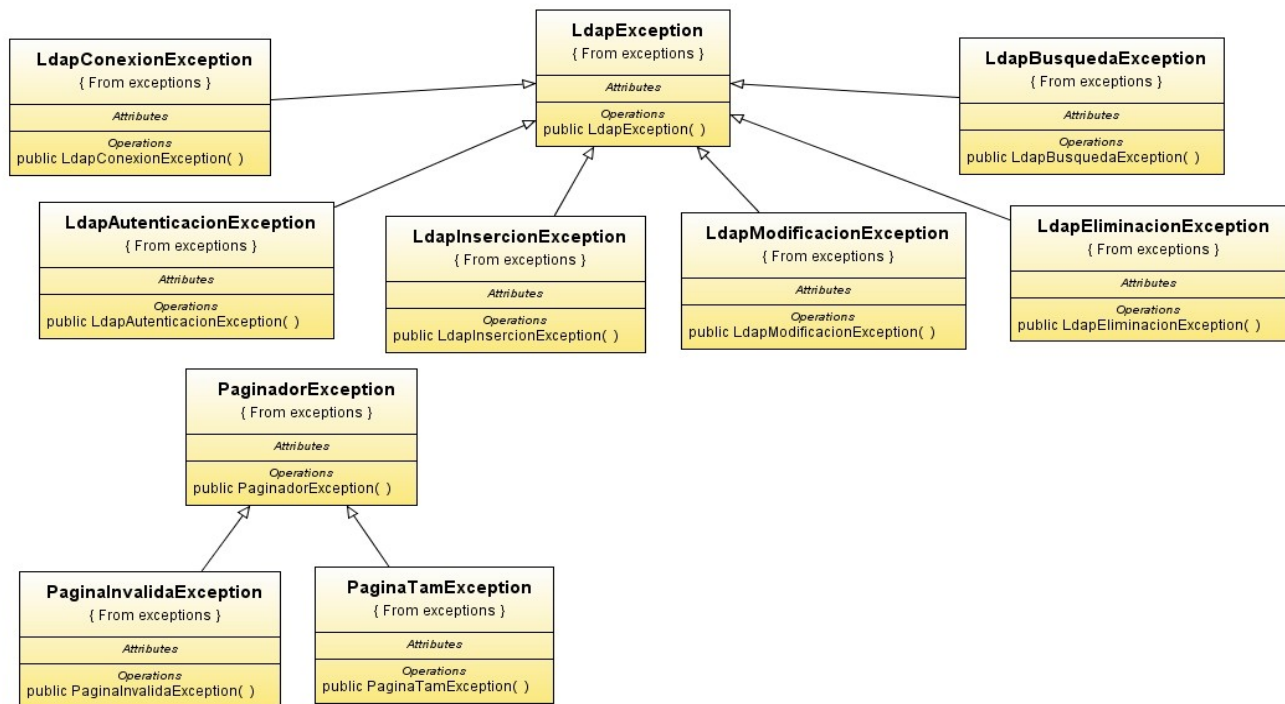 LdapConexionException
{ From exceptions }
Attributes
Operations
public LdapConexionException( )
LdapException
{ From exceptions }
Attributes
Operations
public LdapException( )
LdapBusquedaException
{ From exceptions }
Attributes
Operations
public LdapBusquedaException( )
LdapAutenticacionException
{ From exceptions }
Attributes
Operations
public LdapAutenticacionException( )
LdapInsercionException
{ From exceptions }
Attributes
Operations
public LdapInsercionException( )
LdapModificacionException
{ From exceptions }
Attributes
Operations
public LdapModificacionException( )
LdapEliminacionException
{ From exceptions }
Attributes
Operations
public LdapEliminacionException( )
PaginadorException
{ From exceptions }
Attributes
Operations
public PaginadorException( )
PaginaInvalidaException
{ From exceptions }
Attributes
Operations
public PaginaInvalidaException( )
PaginaTamException
{ From exceptions }
Attributes
Operations
public PaginaTamException( )